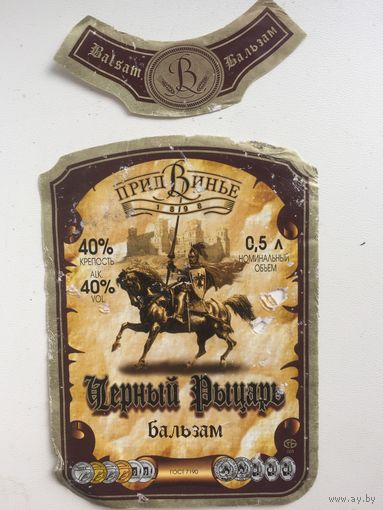 Balsam
В
Бальзам
ПРИДВИНЬЕ
1898
40%
КРЕПОСТЬ
ALK
40%
VOL
0,5 л
НОМИНАЛЬНЫЙ
ОБЪЕМ
Черный Рыцарь
бальзам
ГОСТ 7190
www.ay.by